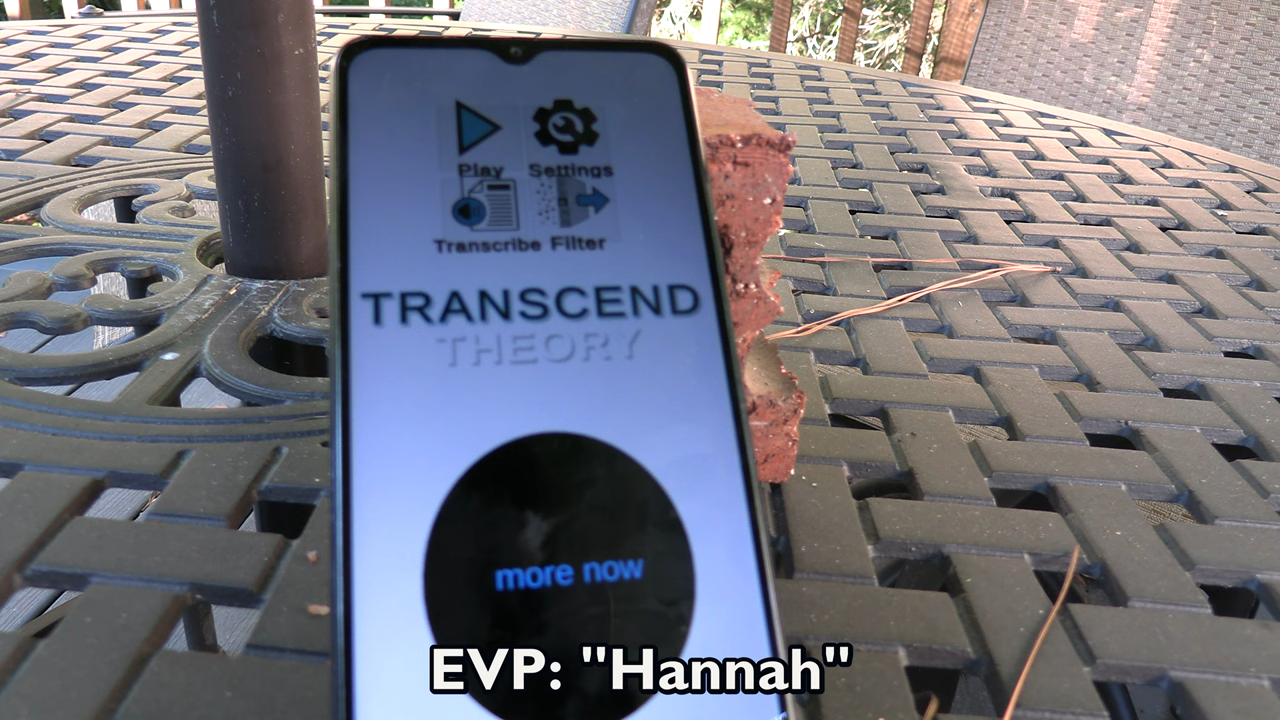 Play Settings
Transcribe Filter
TRANSCEND
THEORY
more now
EVP: "Hannah"